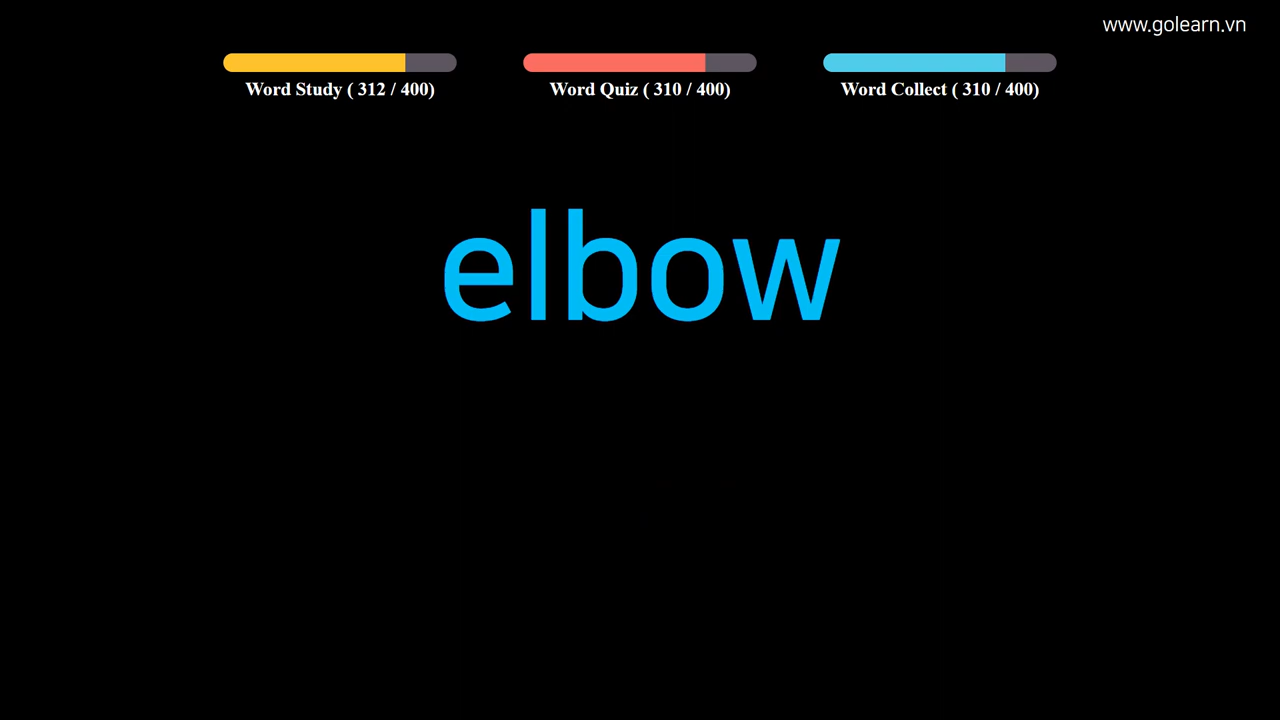 www.golearn.vn
Word Study ( 312 / 400)
Word Quiz ( 310 / 400)
Word Collect ( 310 / 400)
elbow